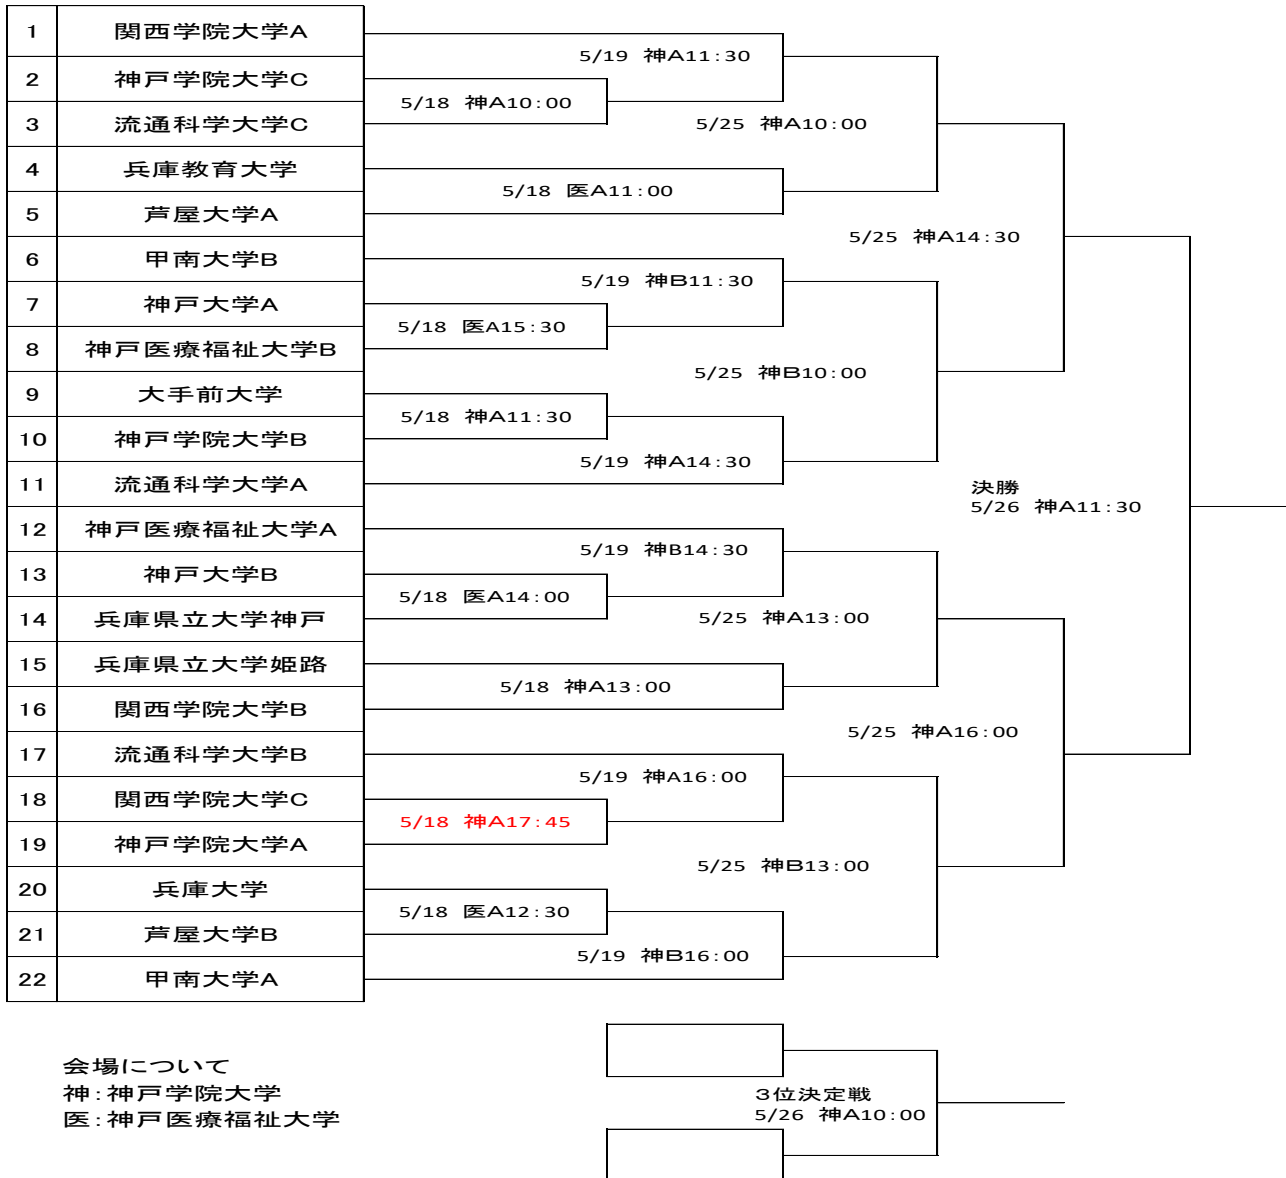 1 関西学院大学A
5/19 神A11:30
2 神戸学院大学C
5/18 神A10:00
3 流通科学大学C
5/25 神A10:00
4 兵庫教育大学
5/18 医A11:00
5 芦屋大学A
5/25 神A14:30
6 甲南大学B
5/19 神B11:30
7 神戸大学A
5/18 医A15:30
8 神戸医療福祉大学B
5/25 神B10:00
9 大手前大学
5/18 神A11:30
10 神戸学院大学B
5/19 神A14:30
11 流通科学大学A
決勝
5/26 神A11:30
12 神戸医療福祉大学A
5/19 神B14:30
13 神戸大学B
5/18 医A14:00
14 兵庫県立大学神戸
5/25 神A13:00
15 兵庫県立大学姫路
5/18 神A13:00
16 関西学院大学B
5/25 神A16:00
17 流通科学大学B
5/19 神A16:00
18 関西学院大学C
5/18 神A17:45
19 神戸学院大学A
5/25 神B13:00
20 兵庫大学
5/18 医A12:30
21 芦屋大学B
5/19 神B16:00
22 甲南大学A
会場について
神:神戸学院大学
医:神戸医療福祉大学
3位決定戦
5/26 神A10:00